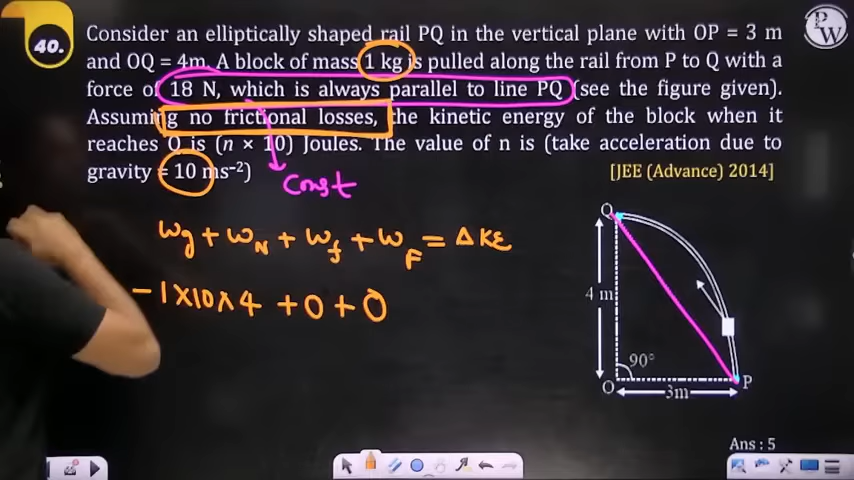 40.
Consider an elliptically shaped rail PQ in the vertical plane with OP = 3 m
and OQ = 4m. A block of mass 1 kg is pulled along the rail from P to Q with a
force of 18 N, which is always parallel to line PQ (see the figure given).
Assuming no frictional losses, the kinetic energy of the block when it
reaches Q is (n × 10) Joules. The value of n is (take acceleration due to
gravity = 10 ms⁻²)
[JEE (Advance) 2014]
const
Wg + WN + Wf + WF = ΔKE
-1×10×4 + 0 + 0
Q
4 m
90°
O
3m
P
Ans : 5
PW